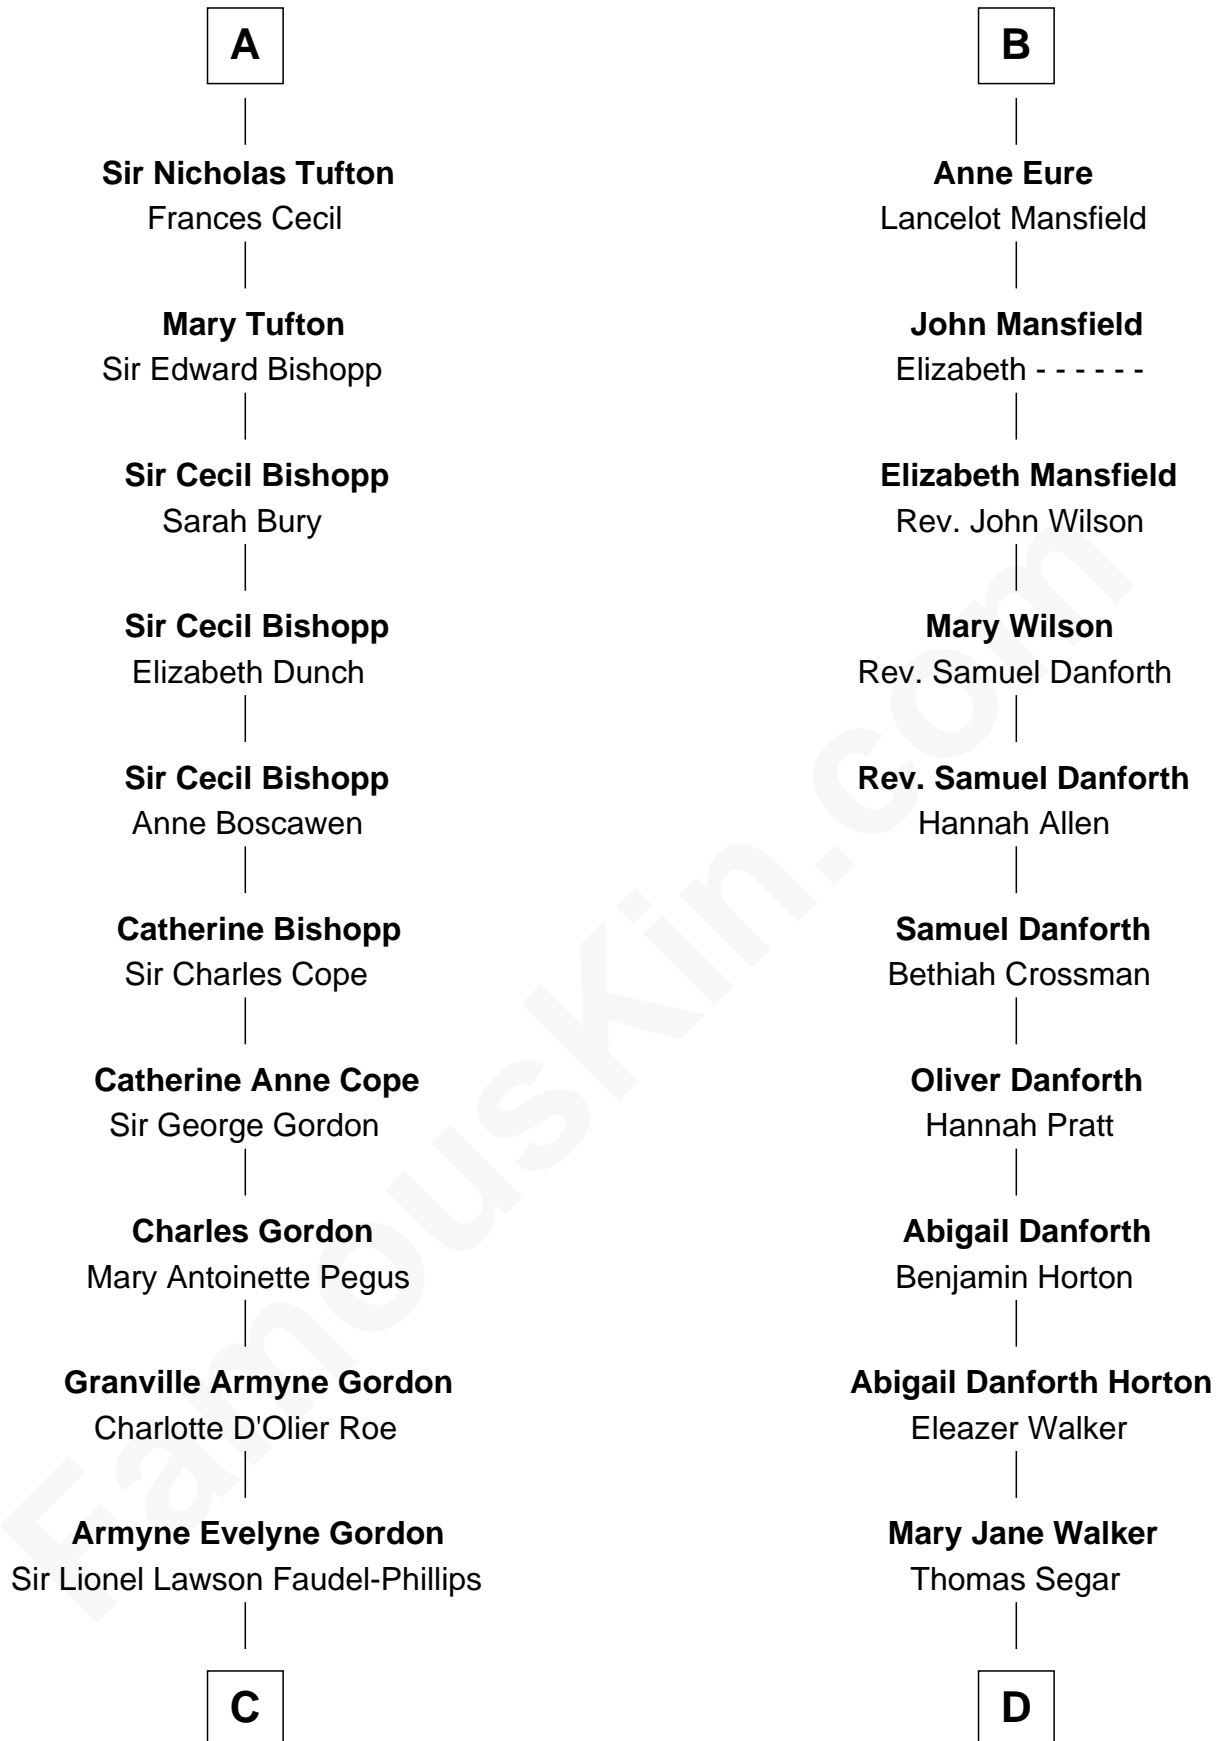 A
Sir Nicholas Tufton
Frances Cecil
Mary Tufton
Sir Edward Bishopp
Sir Cecil Bishopp
Sarah Bury
Sir Cecil Bishopp
Elizabeth Dunch
Sir Cecil Bishopp
Anne Boscawen
Catherine Bishopp
Sir Charles Cope
Catherine Anne Cope
Sir George Gordon
Charles Gordon
Mary Antoinette Pegus
Granville Armyne Gordon
Charlotte D'Olier Roe
Armyne Evelyne Gordon
Sir Lionel Lawson Faudel-Phillips
C
B
Anne Eure
Lancelot Mansfield
John Mansfield
Elizabeth - - - - - -
Elizabeth Mansfield
Rev. John Wilson
Mary Wilson
Rev. Samuel Danforth
Rev. Samuel Danforth
Hannah Allen
Samuel Danforth
Bethiah Crossman
Oliver Danforth
Hannah Pratt
Abigail Danforth
Benjamin Horton
Abigail Danforth Horton
Eleazer Walker
Mary Jane Walker
Thomas Segar
D
FamousKin.com